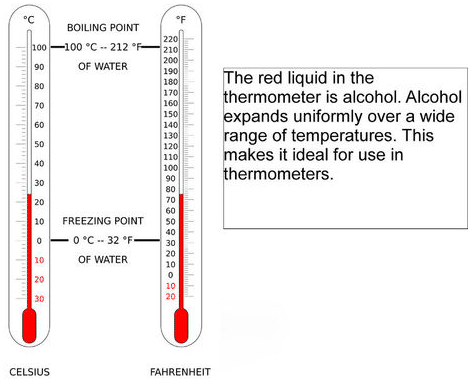 °C
°F
BOILING POINT
100 °C -- 212 °F
OF WATER
100
90
80
70
60
50
40
30
20
10
0
10
20
30
220
210
200
190
180
170
160
150
140
130
120
110
100
90
80
70
60
50
40
30
20
10
0
10
20
FREEZING POINT
0 °C -- 32 °F
OF WATER
CELSIUS
FAHRENHEIT
The red liquid in the
thermometer is alcohol. Alcohol
expands uniformly over a wide
range of temperatures. This
makes it ideal for use in
thermometers.